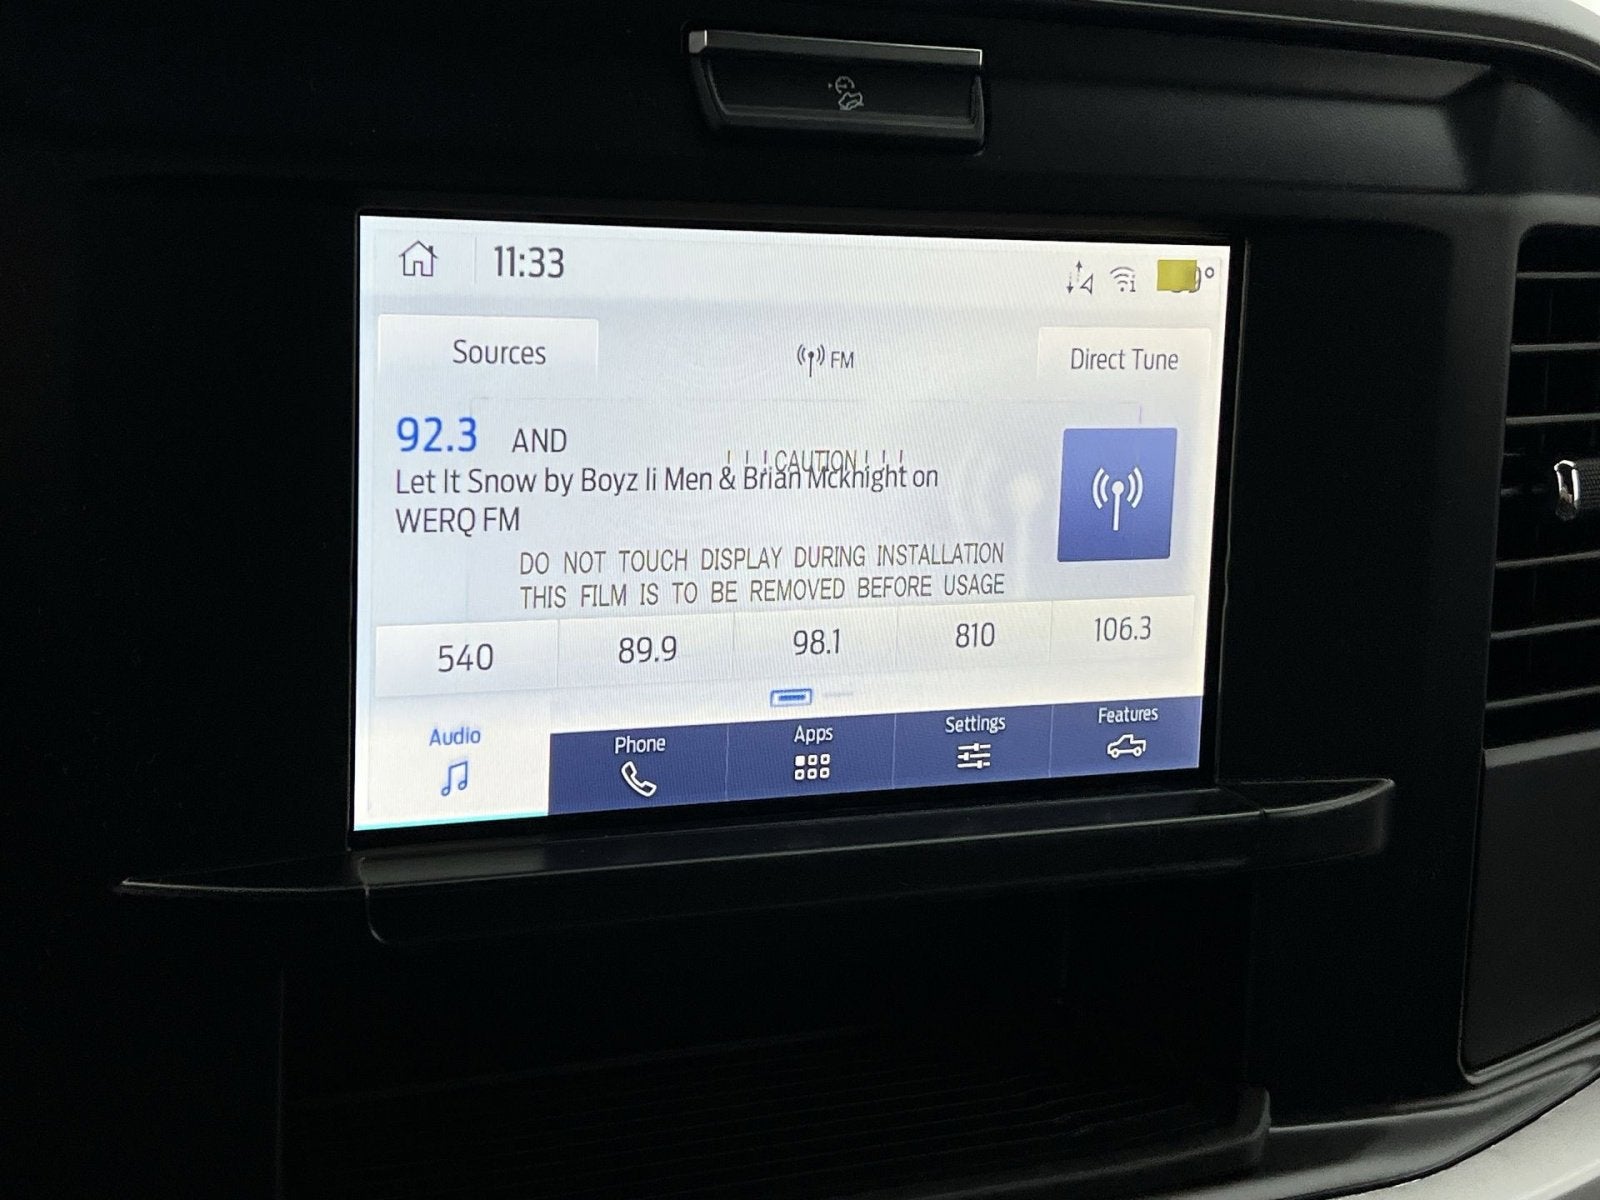 11:33
Sources
FM
Direct Tune
92.3 AND
! ! ! CAUTION ! ! !
Let It Snow by Boyz Ii Men & Brian Mcknight on
WERQ FM
DO NOT TOUCH DISPLAY DURING INSTALLATION
THIS FILM IS TO BE REMOVED BEFORE USAGE
540 89.9 98.1 810 106.3
Audio Phone Apps Settings Features